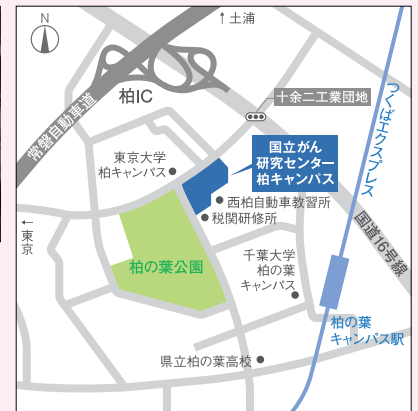 N
↑土浦
柏IC
常磐自動車道
十余二工業団地
国立がん
研究センター
柏キャンパス
東京大学
柏キャンパス
つくばエクスプレス
西柏自動車教習所
税関研修所
←
東京
国道16号線
千葉大学
柏の葉
キャンパス
柏の葉公園
柏の葉
キャンパス駅
県立柏の葉高校